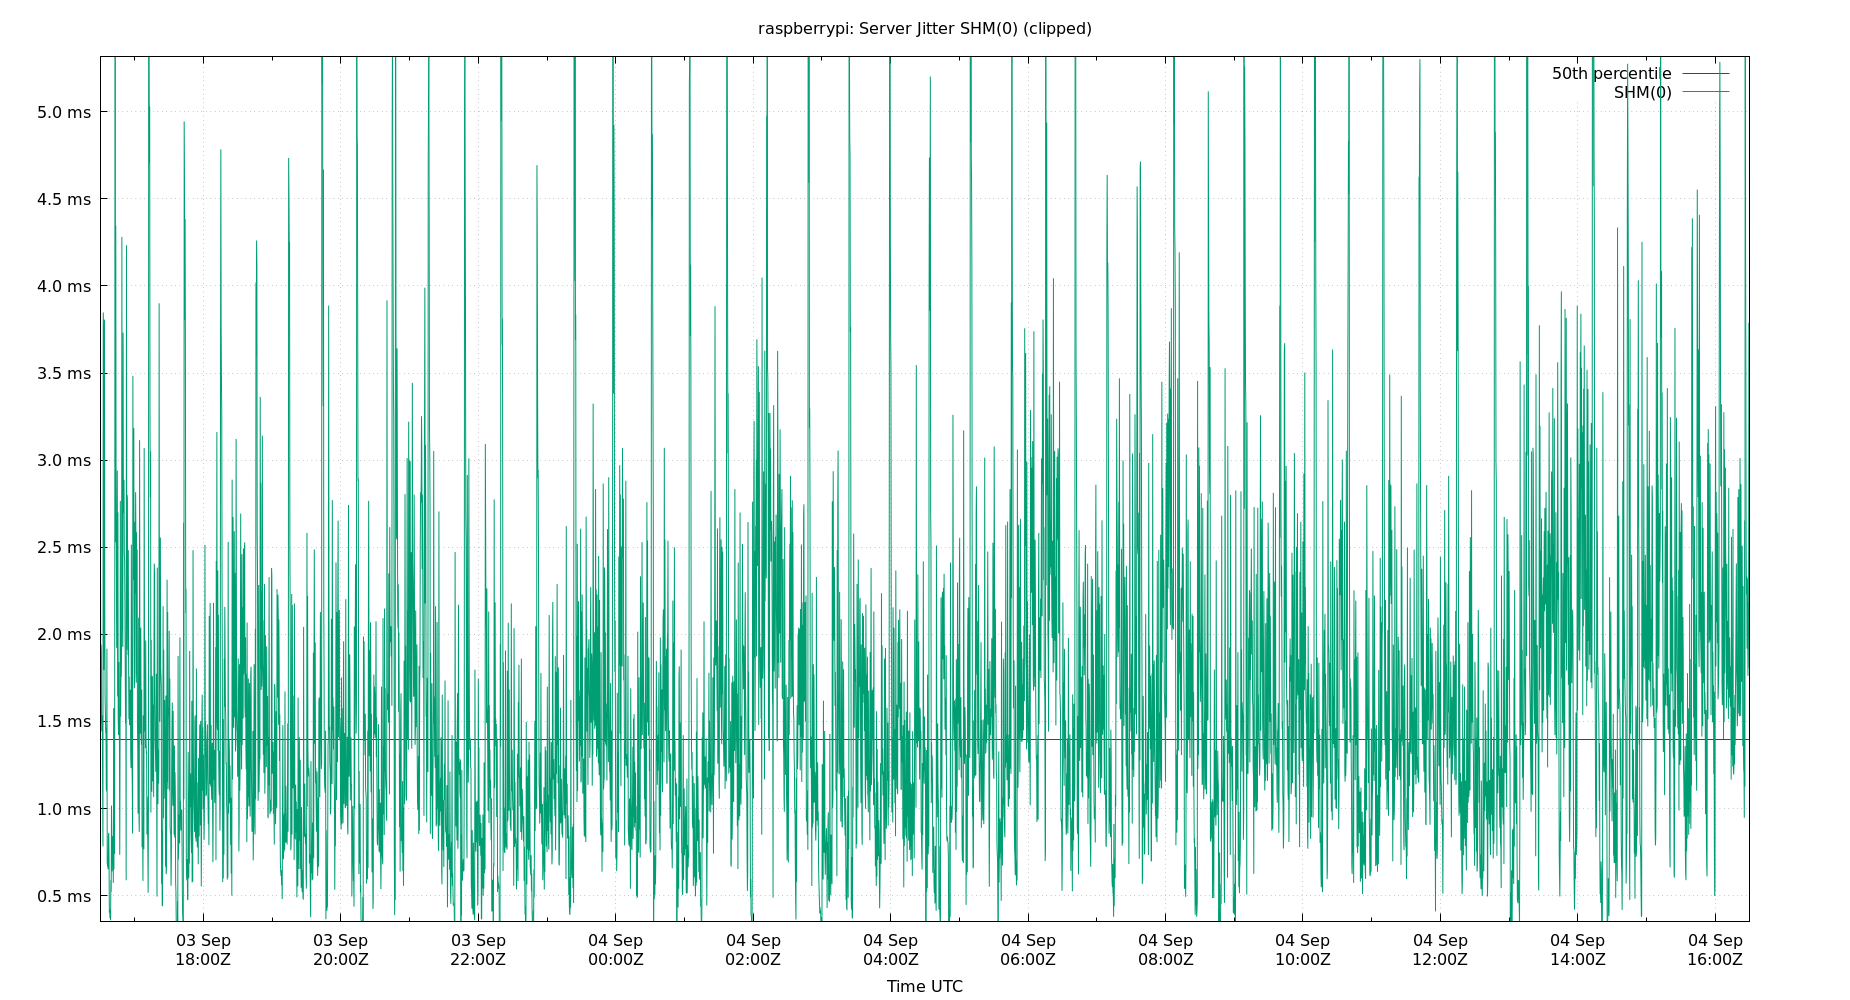 raspberrypi: Server Jitter SHM(0) (clipped)
50th percentile
SHM(0)
5.0 ms
4.5 ms
4.0 ms
3.5 ms
3.0 ms
2.5 ms
2.0 ms
1.5 ms
1.0 ms
0.5 ms
03 Sep 03 Sep 03 Sep 04 Sep 04 Sep 04 Sep 04 Sep 04 Sep 04 Sep 04 Sep 04 Sep 04 Sep
18:00Z 20:00Z 22:00Z 00:00Z 02:00Z 04:00Z 06:00Z 08:00Z 10:00Z 12:00Z 14:00Z 16:00Z
Time UTC